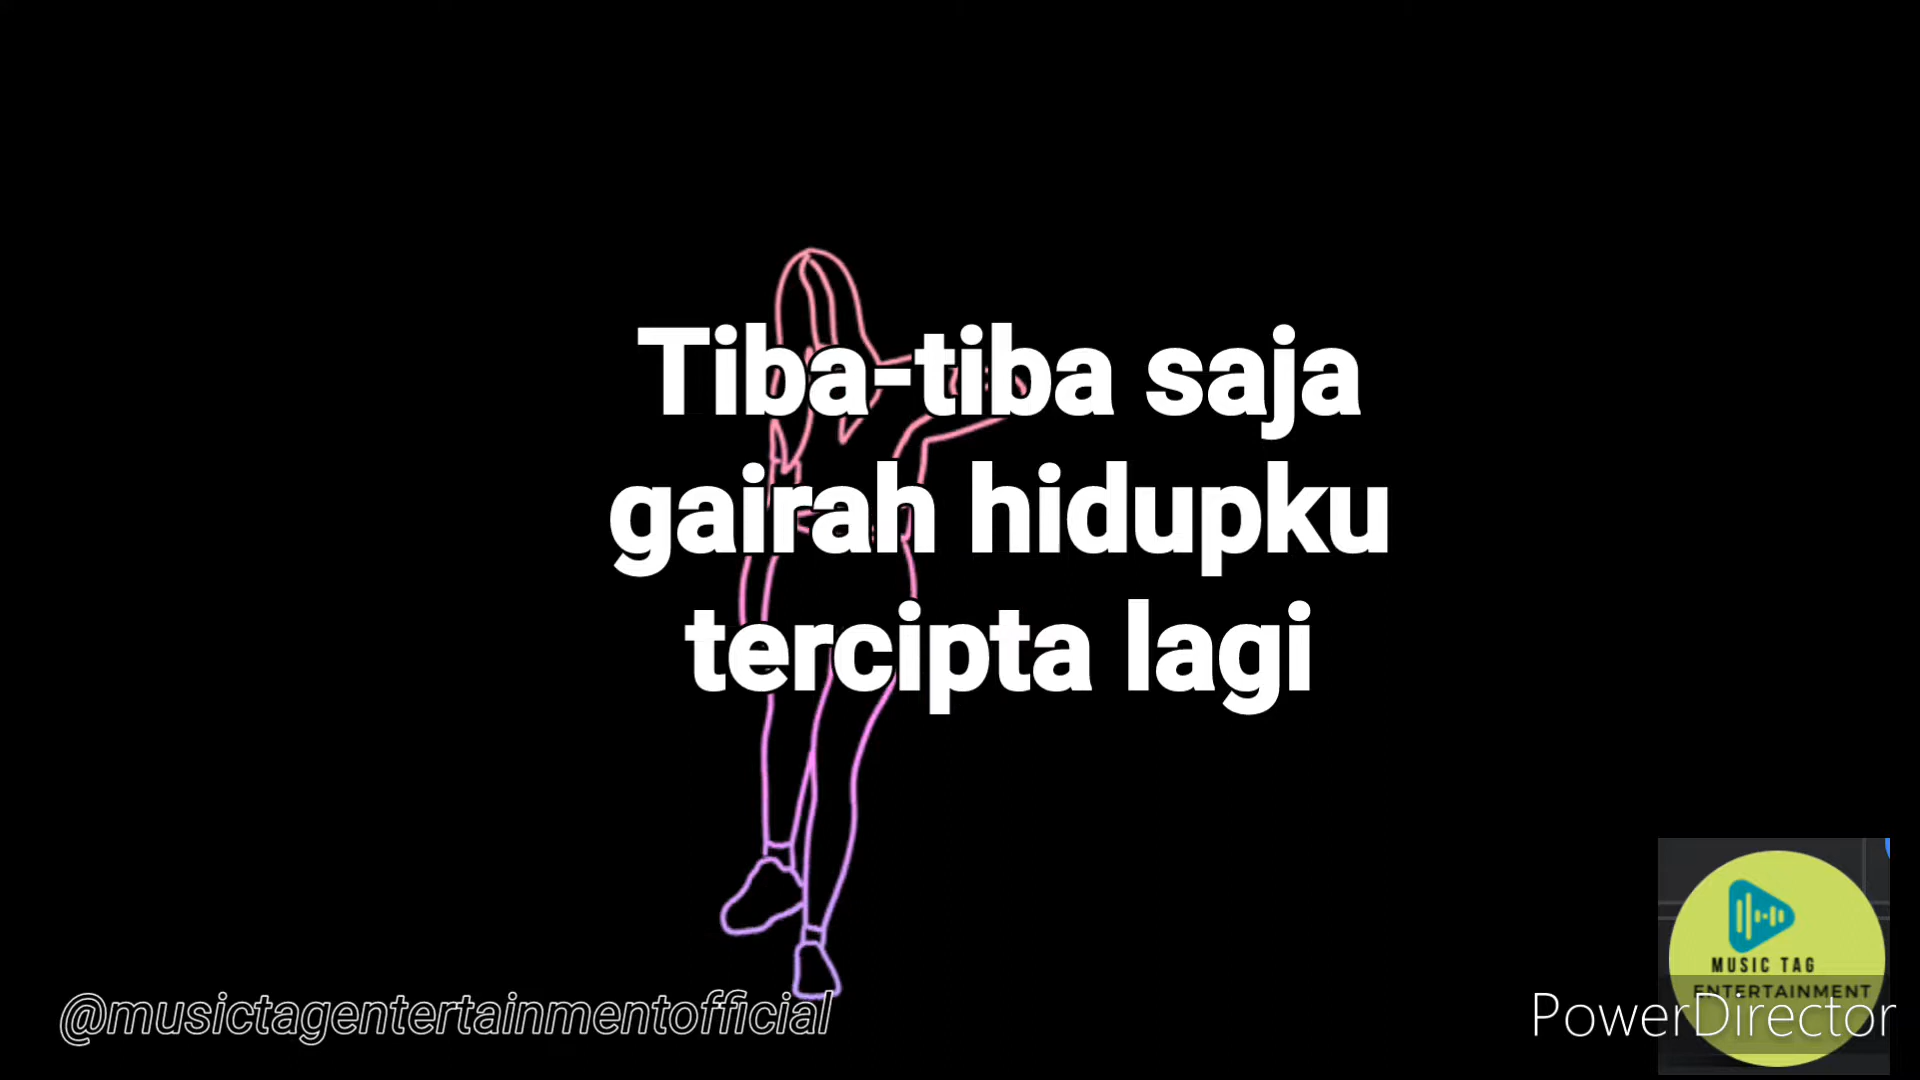 Tiba-tiba saja
gairah hidupku
tercipta lagi
@musictagentertainmentofficial
MUSIC TAG
ENTERTAINMENT
PowerDirector